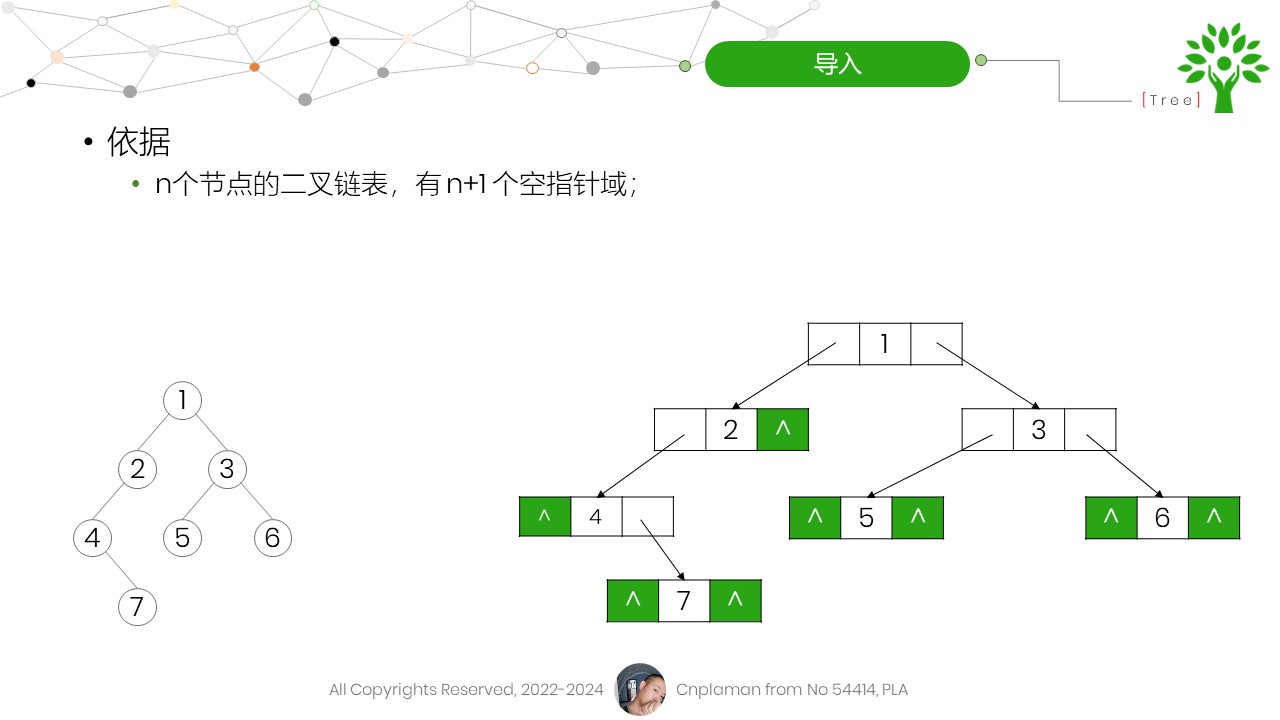 导入
[Tree]
• 依据
• n个节点的二叉链表，有n+1个空指针域；
1
2 3
4 5 6
7
1
2 ^
3
^ 4
^ 5 ^
^ 6 ^
^ 7 ^
All Copyrights Reserved, 2022-2024
Cnplaman from No 54414, PLA